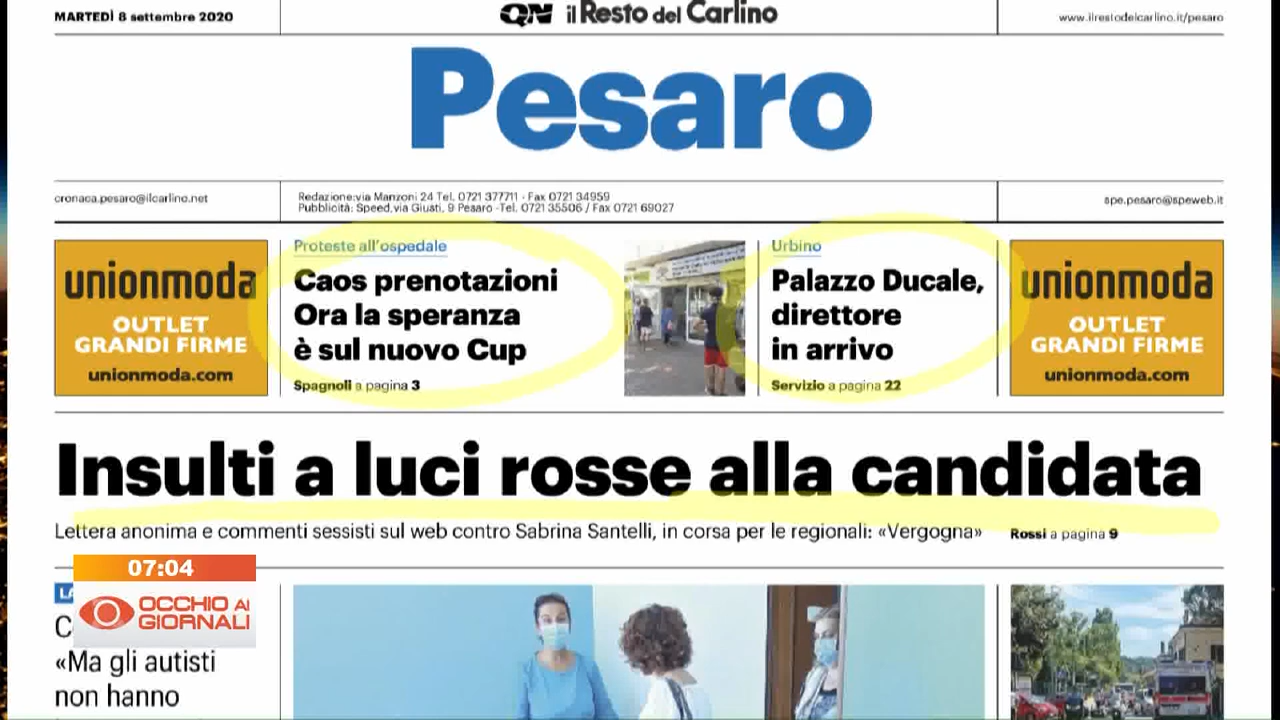 MARTEDÌ 8 settembre 2020
QN il Resto del Carlino
www.ilrestodelcarlino.it/pesaro
Pesaro
cronaca.pesaro@ilcarlino.net
Redazione:via Manzoni 24 Tel. 0721 377711 - Fax 0721 34959
Pubblicità: Speed,via Giusti, 9 Pesaro -Tel. 0721 35506 / Fax 0721 69027
spe.pesaro@speweb.it
unionmoda
OUTLET
GRANDI FIRME
unionmoda.com
Proteste all'ospedale
Caos prenotazioni
Ora la speranza
è sul nuovo Cup
Spagnoli a pagina 3
Urbino
Palazzo Ducale,
direttore
in arrivo
Servizio a pagina 22
unionmoda
OUTLET
GRANDI FIRME
unionmoda.com
Insulti a luci rosse alla candidata
Lettera anonima e commenti sessisti sul web contro Sabrina Santelli, in corsa per le regionali: «Vergogna»
Rossi a pagina 9
07:04
OCCHIO AI
GIORNALI
«Ma gli autisti
non hanno